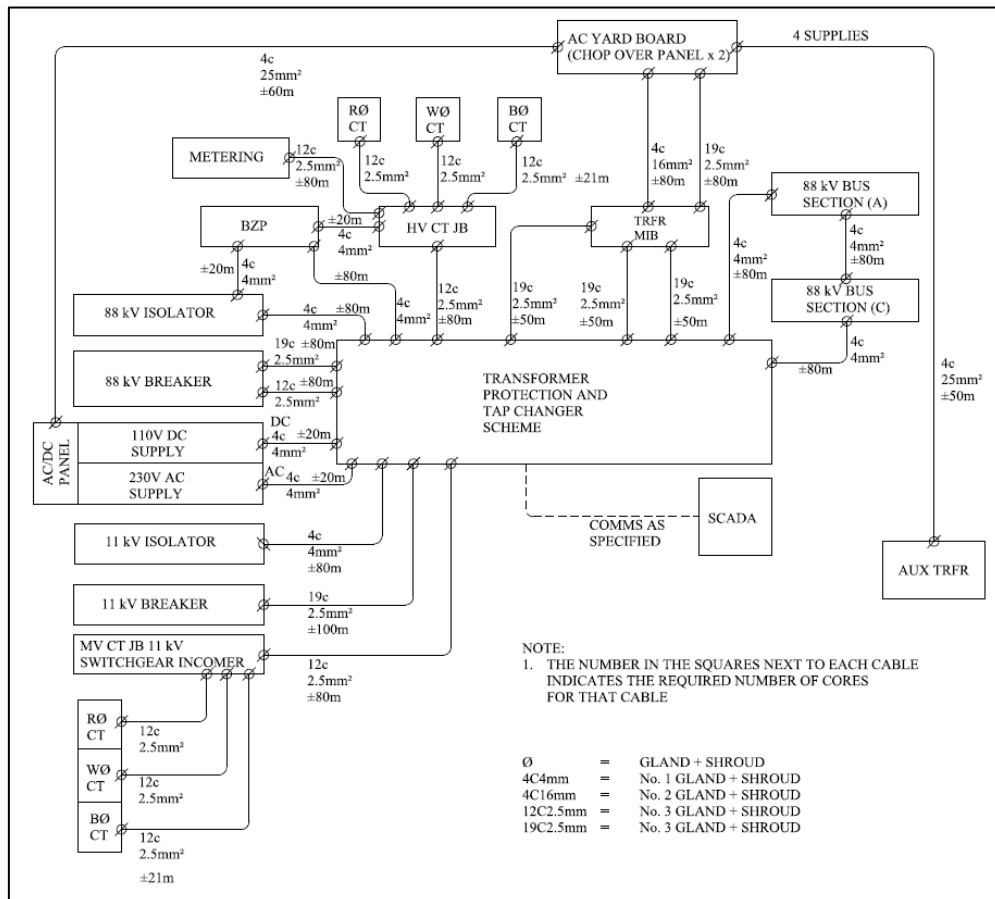 AC YARD BOARD
(CHOP OVER PANEL x 2)
4 SUPPLIES
4c
25mm²
±60m
RØ
CT
WØ
CT
BØ
CT
METERING
12c
2.5mm²
±80m
12c
2.5mm²
12c
2.5mm²
12c
2.5mm² ±21m
4c
16mm²
±80m
19c
2.5mm²
±80m
88 kV BUS
SECTION (A)
BZP
±20m
4c
4mm²
HV CT JB
TRFR
MIB
4c
4mm²
±80m
4c
4mm²
±80m
±20m
4c
4mm²
±80m
4c
4mm²
12c
2.5mm²
±80m
19c
2.5mm²
±50m
19c
2.5mm²
±50m
19c
2.5mm²
±50m
88 kV BUS
SECTION (C)
88 kV ISOLATOR
4c ±80m
4mm²
4c
4mm²
±80m
88 kV BREAKER
19c ±80m
2.5mm²
12c ±80m
2.5mm²
TRANSFORMER
PROTECTION AND
TAP CHANGER
SCHEME
4c
25mm²
±50m
AC/DC
PANEL
110V DC
SUPPLY
DC
4c ±20m
4mm²
230V AC
SUPPLY
AC
4c ±20m
4mm²
COMMS AS
SPECIFIED
SCADA
11 kV ISOLATOR
4c
4mm²
±80m
AUX TRFR
11 kV BREAKER
19c
2.5mm²
±100m
MV CT JB 11 kV
SWITCHGEAR INCOMER
12c
2.5mm²
±80m
NOTE:
1. THE NUMBER IN THE SQUARES NEXT TO EACH CABLE
INDICATES THE REQUIRED NUMBER OF CORES
FOR THAT CABLE
RØ
CT
12c
2.5mm²
WØ
CT
12c
2.5mm²
BØ
CT
12c
2.5mm²
±21m
Ø = GLAND + SHROUD
4C4mm = No. 1 GLAND + SHROUD
4C16mm = No. 2 GLAND + SHROUD
12C2.5mm = No. 3 GLAND + SHROUD
19C2.5mm = No. 3 GLAND + SHROUD